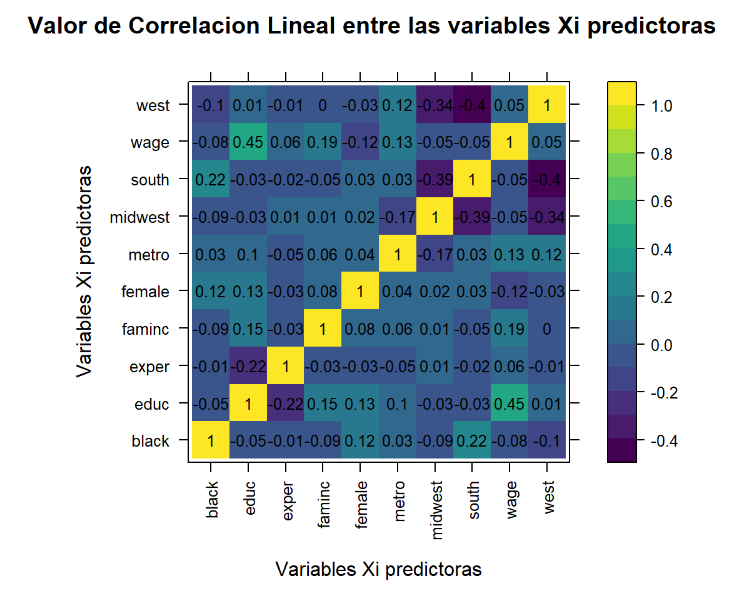 Valor de Correlacion Lineal entre las variables Xi predictoras
west -0.1 0.01 -0.01 0 -0.03 0.12 -0.34 -0.4 0.05 1
wage -0.08 0.45 0.06 0.19 -0.12 0.13 -0.05 -0.05 1 0.05
south 0.22 -0.03 -0.02 -0.05 0.03 0.03 -0.39 1 -0.05 -0.4
midwest -0.09 -0.03 0.01 0.01 0.02 -0.17 1 -0.39 -0.05 -0.34
metro 0.03 0.1 -0.05 0.06 0.04 1 -0.17 0.03 0.13 0.12
female 0.12 0.13 -0.03 0.08 1 0.04 0.02 0.03 -0.12 -0.03
faminc -0.09 0.15 -0.03 1 0.08 0.06 0.01 -0.05 0.19 0
exper -0.01 -0.22 1 -0.03 -0.03 -0.05 0.01 -0.02 0.06 -0.01
educ -0.05 1 -0.22 0.15 0.13 0.1 -0.03 -0.03 0.45 0.01
black 1 -0.05 -0.01 -0.09 0.12 0.03 -0.09 0.22 -0.08 -0.1
black educ exper faminc female metro midwest south wage west
Variables Xi predictoras
Variables Xi predictoras
1.0
0.8
0.6
0.4
0.2
0.0
-0.2
-0.4